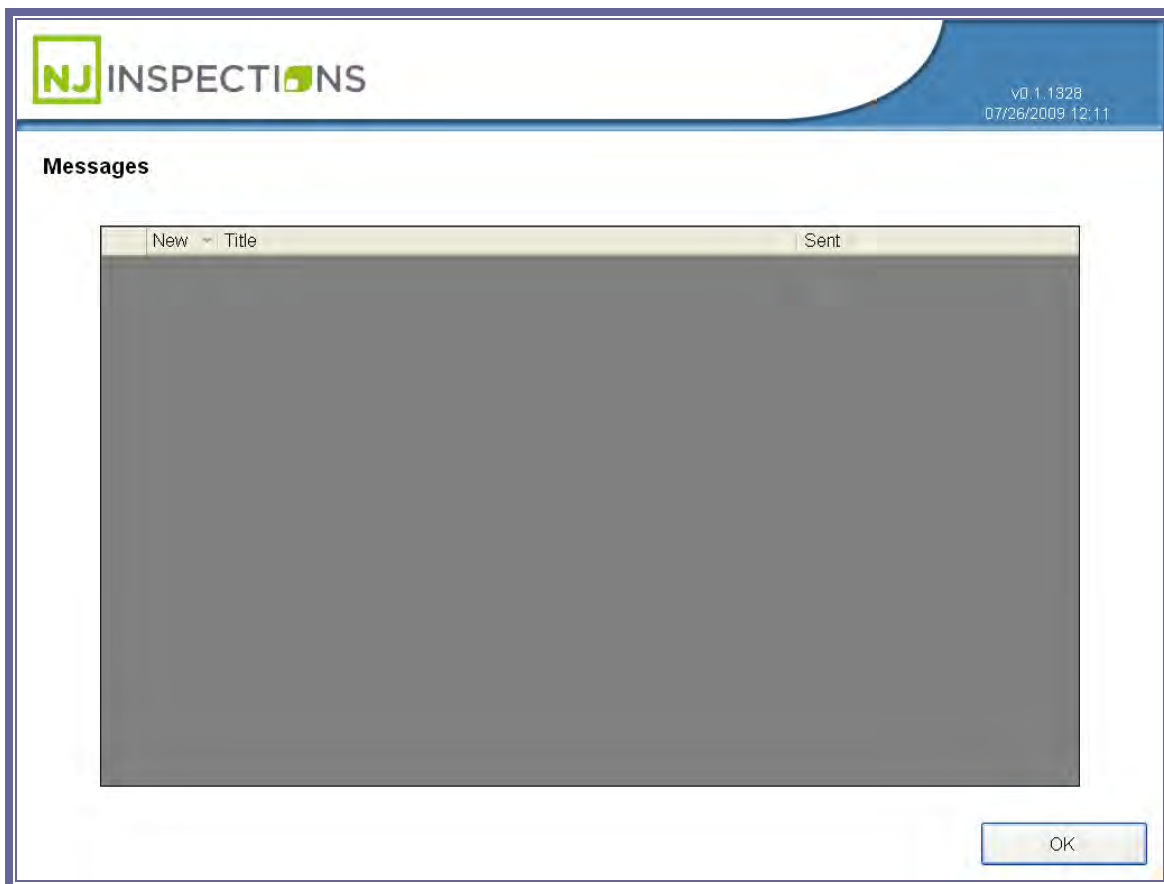 NJ INSPECTIONS
v0.1.1328
07/26/2009 12:11
Messages
New Title Sent
OK